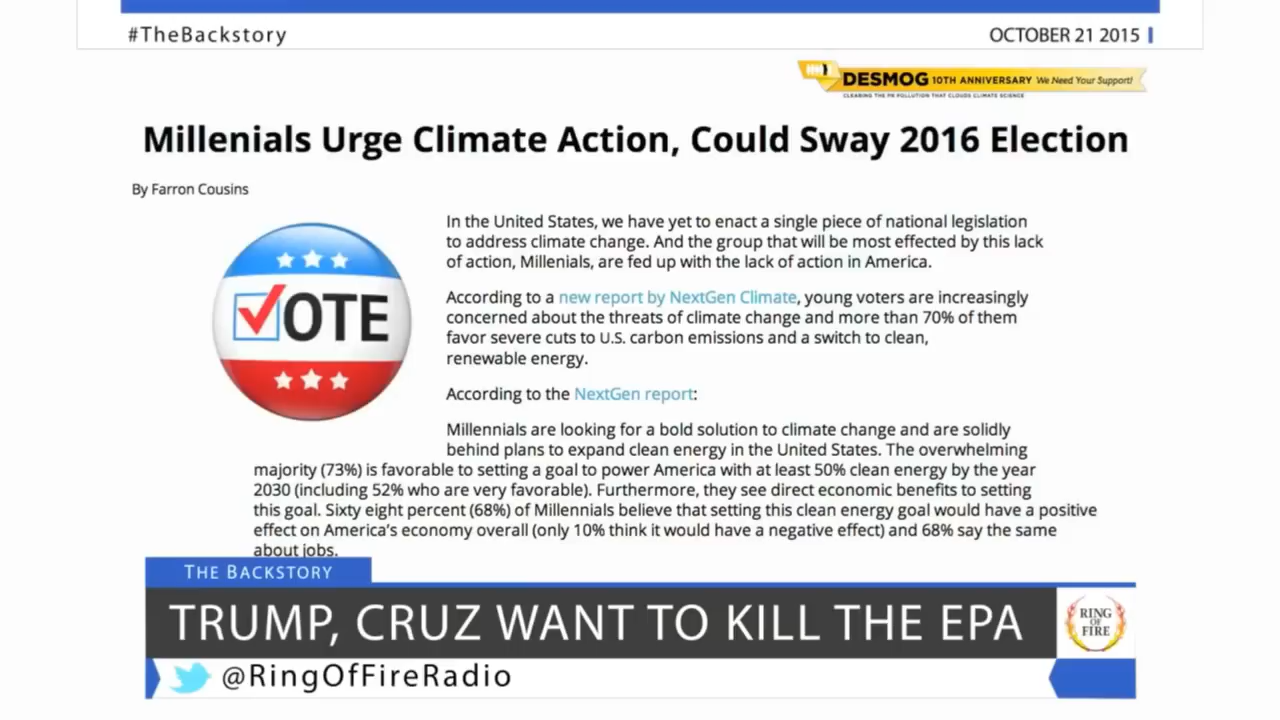 #TheBackstory
OCTOBER 21 2015
DESMOG 10TH ANNIVERSARY We Need Your Support!
CLEARING THE PR POLLUTION THAT CLOUDS CLIMATE SCIENCE
Millenials Urge Climate Action, Could Sway 2016 Election
By Farron Cousins
VOTE
In the United States, we have yet to enact a single piece of national legislation
to address climate change. And the group that will be most effected by this lack
of action, Millenials, are fed up with the lack of action in America.
According to a new report by NextGen Climate, young voters are increasingly
concerned about the threats of climate change and more than 70% of them
favor severe cuts to U.S. carbon emissions and a switch to clean,
renewable energy.
According to the NextGen report:
Millennials are looking for a bold solution to climate change and are solidly
behind plans to expand clean energy in the United States. The overwhelming
majority (73%) is favorable to setting a goal to power America with at least 50% clean energy by the year
2030 (including 52% who are very favorable). Furthermore, they see direct economic benefits to setting
this goal. Sixty eight percent (68%) of Millennials believe that setting this clean energy goal would have a positive
effect on America's economy overall (only 10% think it would have a negative effect) and 68% say the same
about jobs.
THE BACKSTORY
TRUMP, CRUZ WANT TO KILL THE EPA
RING
OF
FIRE
@RingOfFireRadio